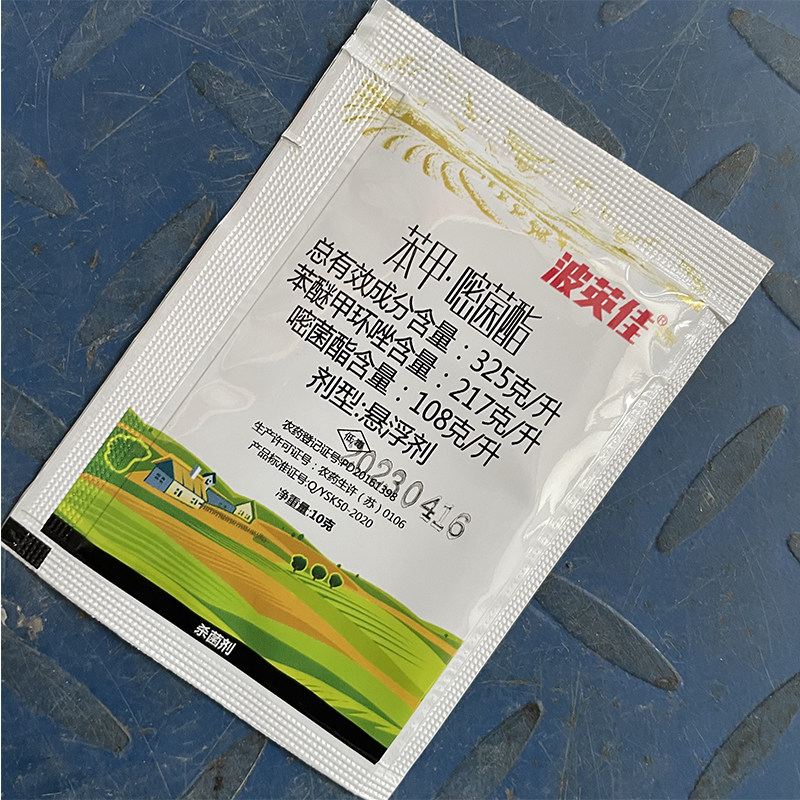 波英佳®
苯甲·嘧菌酯
总有效成分含量：325克/升
苯醚甲环唑含量：217克/升
嘧菌酯含量：108克/升
剂型:悬浮剂
低毒
农药登记证号:PD20161398
生产许可证号：农药生许（苏）0106
产品标准证号:Q/YSK50-2020
20230416
净重量:10克
杀菌剂